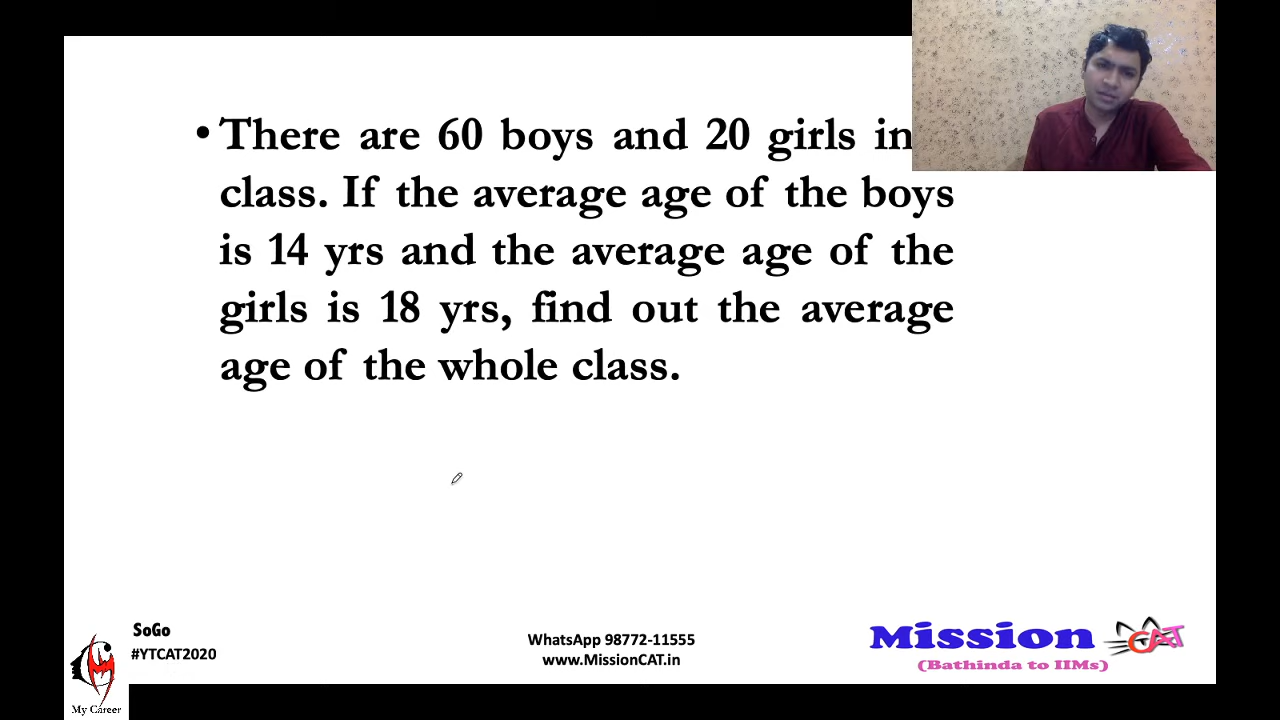 • There are 60 boys and 20 girls in
class. If the average age of the boys
is 14 yrs and the average age of the
girls is 18 yrs, find out the average
age of the whole class.
SoGo
#YTCAT2020
My Career
WhatsApp 98772-11555
www.MissionCAT.in
Mission CAT
(Bathinda to IIMs)